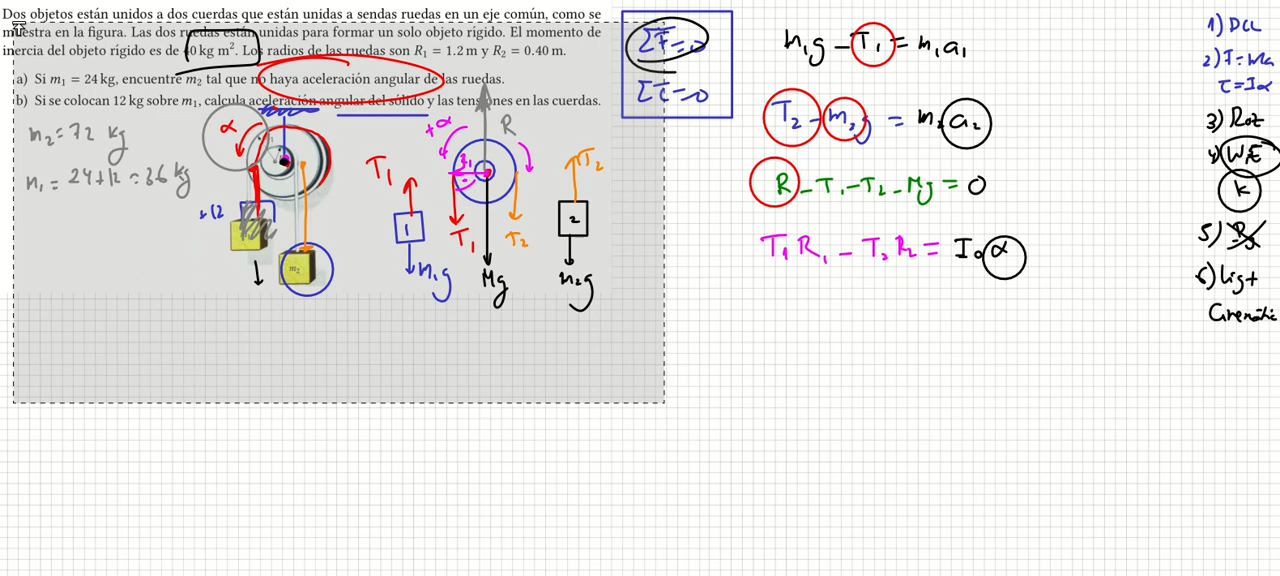 Dos objetos están unidos a dos cuerdas que están unidas a sendas ruedas en un eje común, como se
muestra en la figura. Las dos ruedas están unidas para formar un solo objeto rígido. El momento de
inercia del objeto rígido es de 40 kg m². Los radios de las ruedas son R₁ = 1.2 m y R₂ = 0.40 m.
a) Si m₁ = 24 kg, encuentre m₂ tal que no haya aceleración angular de las ruedas.
b) Si se colocan 12 kg sobre m₁, calcula aceleración angular del sólido y las tensiones en las cuerdas.
m₂ = 72 kg
m₁ = 24+12 = 36 kg
α
+12
m₂
T₁
1
m₁g
+α
R
T₁
T₂
Mg
T₂
2
m₂g
ΣF=0
Στ=0
m₁g - T₁ = m₁a₁
T₂ - m₂g = m₂a₂
R - T₁ - T₂ - Mg = 0
T₁R₁ - T₂R₂ = I₀α
1) DCL
2) F=Ma
τ=Iα
3) Rot
4) WE
K
5)
6)